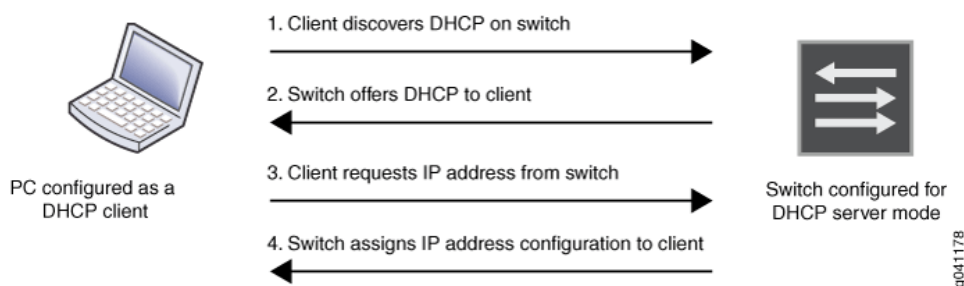 1. Client discovers DHCP on switch
2. Switch offers DHCP to client
3. Client requests IP address from switch
4. Switch assigns IP address configuration to client
PC configured as a
DHCP client
Switch configured for
DHCP server mode
g041178